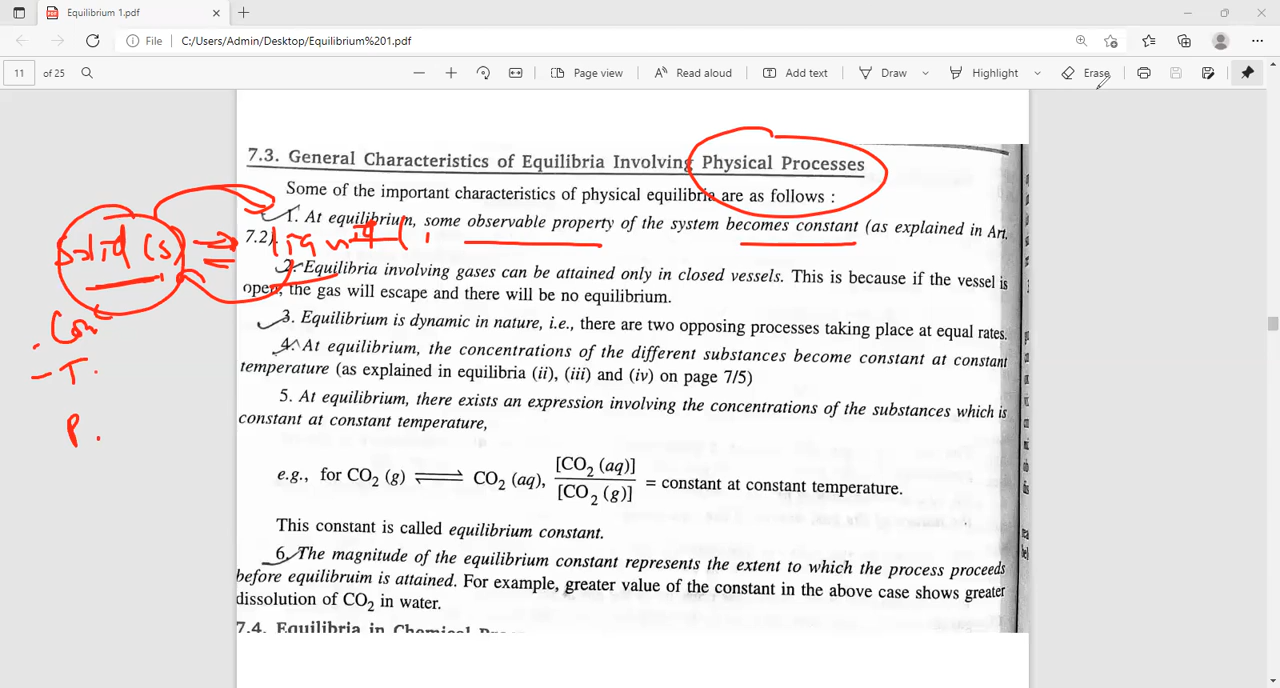 Equilibrium 1.pdf
File C:/Users/Admin/Desktop/Equilibrium%201.pdf
11 of 25 Page view Read aloud Add text Draw Highlight Erase
7.3. General Characteristics of Equilibria Involving Physical Processes
Some of the important characteristics of physical equilibria are as follows :
1. At equilibrium, some observable property of the system becomes constant (as explained in Art.
7.2).
solid (s) ⇌ liquid (
2. Equilibria involving gases can be attained only in closed vessels. This is because if the vessel is
open, the gas will escape and there will be no equilibrium.
3. Equilibrium is dynamic in nature, i.e., there are two opposing processes taking place at equal rates.
Con
4. At equilibrium, the concentrations of the different substances become constant at constant
temperature (as explained in equilibria (ii), (iii) and (iv) on page 7/5)
- T.
5. At equilibrium, there exists an expression involving the concentrations of the substances which is
constant at constant temperature,
P.
e.g., for CO2 (g) ⇌ CO2 (aq), [CO2 (aq)] / [CO2 (g)] = constant at constant temperature.
This constant is called equilibrium constant.
6. The magnitude of the equilibrium constant represents the extent to which the process proceeds
before equilibruim is attained. For example, greater value of the constant in the above case shows greater
dissolution of CO2 in water.
7.4. Equilibria in Chemical